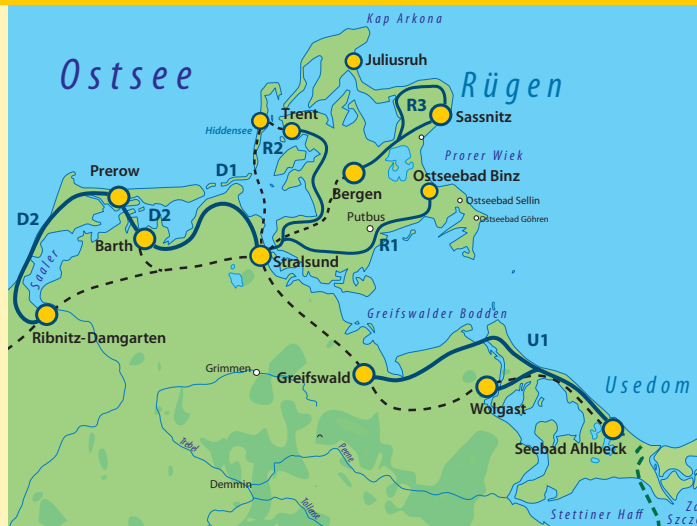 Kap Arkona
Ostsee
Juliusruh
Rügen
R3
Trent
Sassnitz
Hiddensee
R2
Prorer Wiek
D1
Prerow
Ostseebad Binz
Bergen
Ostseebad Sellin
D2
D2
Putbus
Ostseebad Göhren
Barth
R1
Saaler
Stralsund
Greifswalder Bodden
Ribnitz-Damgarten
U1
Grimmen
Greifswald
Usedom
Wolgast
Trebel
Peene
Seebad Ahlbeck
Demmin
Tollense
Stettiner Haff